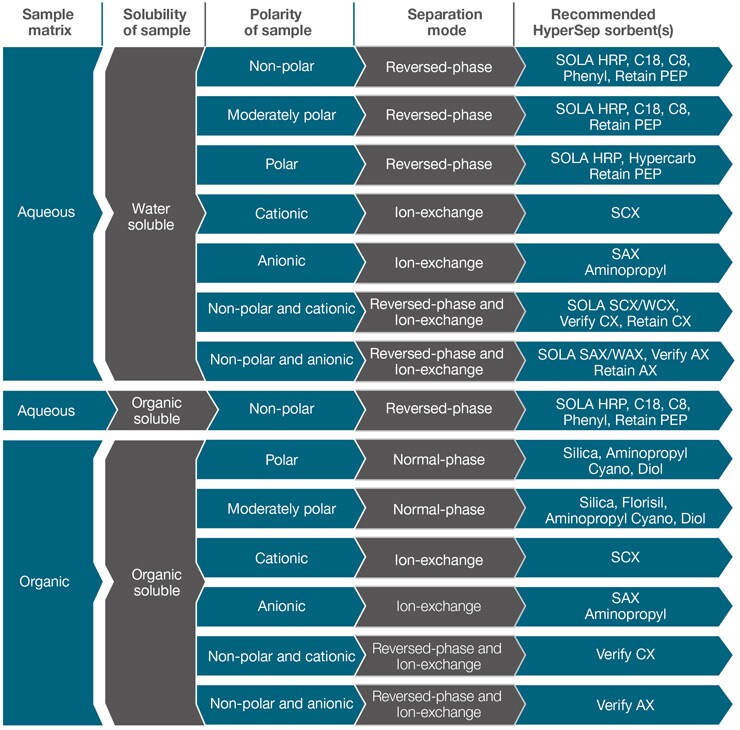 Sample
matrix
Solubility
of sample
Polarity
of sample
Separation
mode
Recommended
HyperSep sorbent(s)
Aqueous
Water
soluble
Non-polar
Reversed-phase
SOLA HRP, C18, C8,
Phenyl, Retain PEP
Moderately polar
Reversed-phase
SOLA HRP, C18, C8,
Retain PEP
Polar
Reversed-phase
SOLA HRP, Hypercarb
Retain PEP
Cationic
Ion-exchange
SCX
Anionic
Ion-exchange
SAX
Aminopropyl
Non-polar and cationic
Reversed-phase and
Ion-exchange
SOLA SCX/WCX,
Verify CX, Retain CX
Non-polar and anionic
Reversed-phase and
Ion-exchange
SOLA SAX/WAX, Verify AX
Retain AX
Aqueous
Organic
soluble
Non-polar
Reversed-phase
SOLA HRP, C18, C8,
Phenyl, Retain PEP
Organic
Organic
soluble
Polar
Normal-phase
Silica, Aminopropyl
Cyano, Diol
Moderately polar
Normal-phase
Silica, Florisil,
Aminopropyl Cyano, Diol
Cationic
Ion-exchange
SCX
Anionic
Ion-exchange
SAX
Aminopropyl
Non-polar and cationic
Reversed-phase and
Ion-exchange
Verify CX
Non-polar and anionic
Reversed-phase and
Ion-exchange
Verify AX